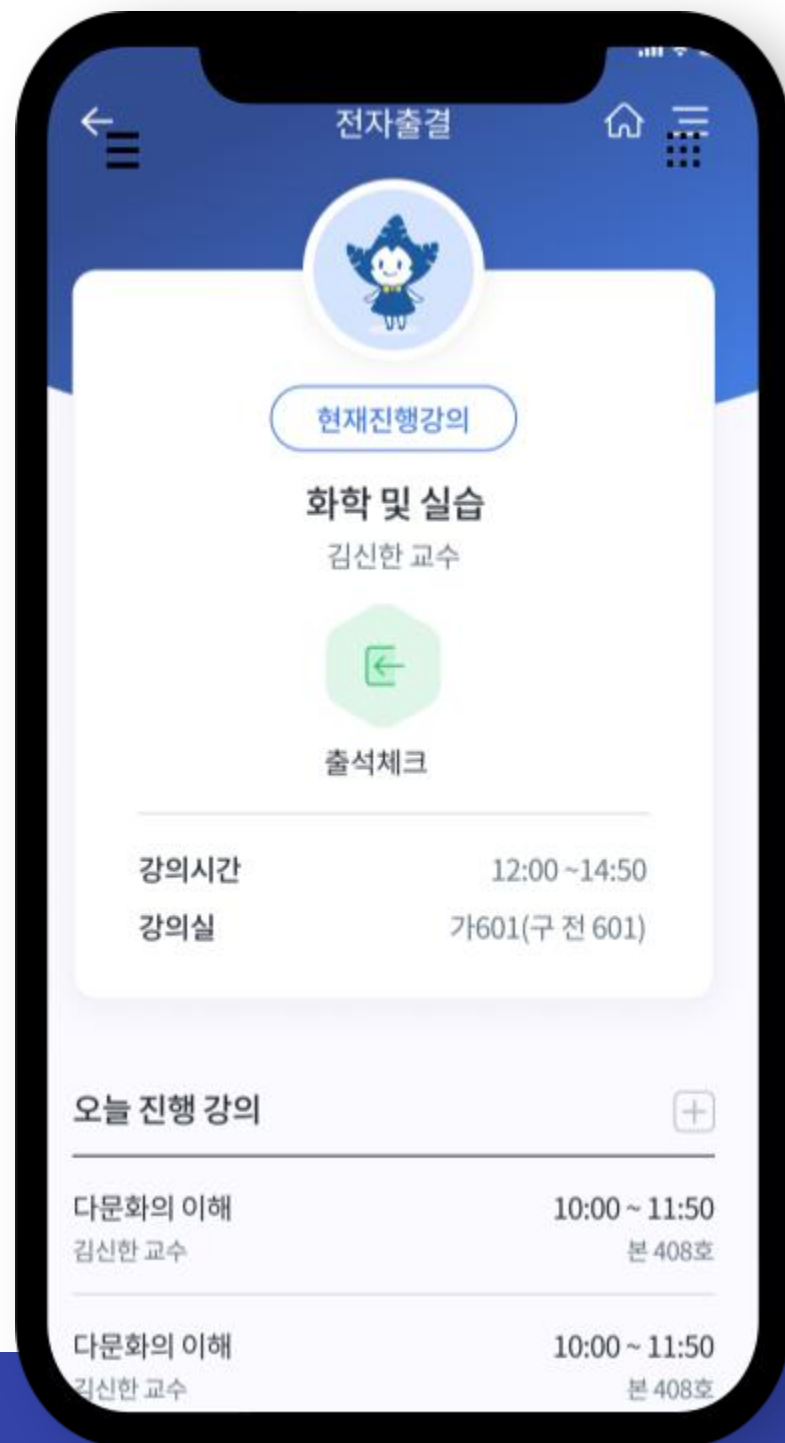 전자출결
현재진행강의
화학 및 실습
김신한 교수
출석체크
강의시간 12:00 ~14:50
강의실 가601(구 전 601)
오늘 진행 강의
다문화의 이해 10:00 ~ 11:50
김신한 교수 본 408호
다문화의 이해 10:00 ~ 11:50
김신한 교수 본 408호